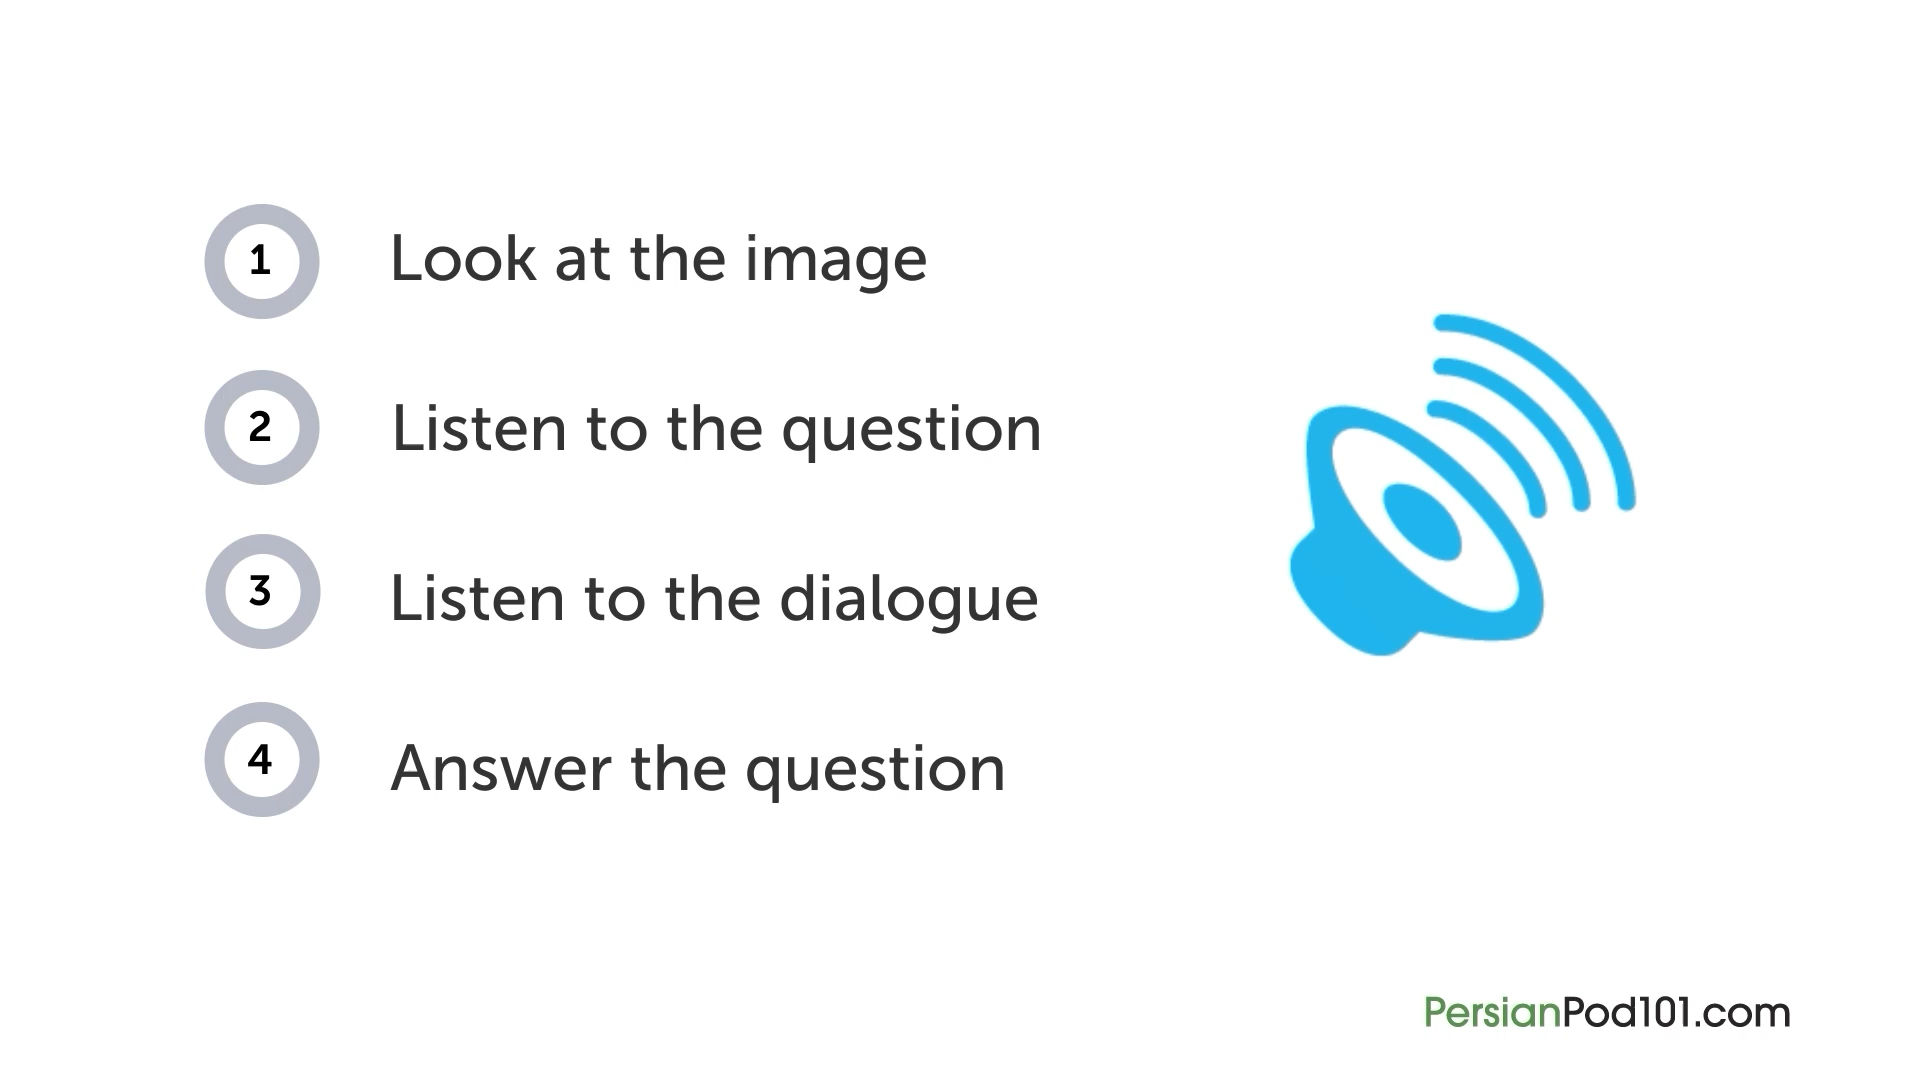 1 Look at the image
2 Listen to the question
3 Listen to the dialogue
4 Answer the question
PersianPod101.com